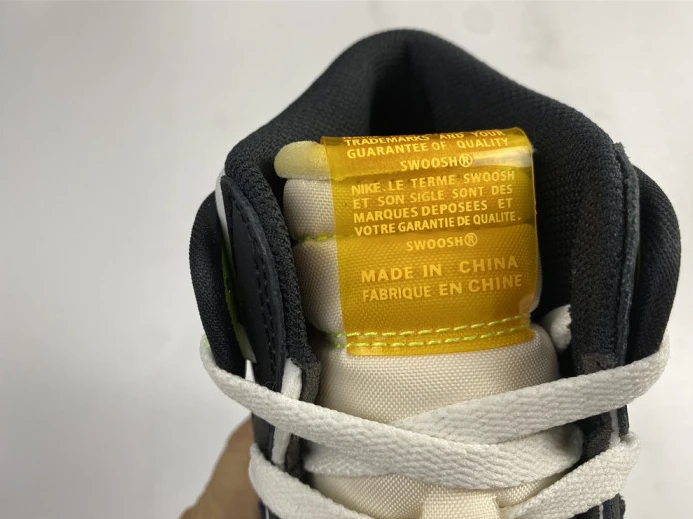 TRADEMARKS AND YOUR
GUARANTEE OF QUALITY
SWOOSH®
NIKE. LE TERME SWOOSH
ET SON SIGLE SONT DES
MARQUES DEPOSEES ET
VOTRE GARANTIE DE QUALITE.
SWOOSH®
MADE IN CHINA
FABRIQUE EN CHINE